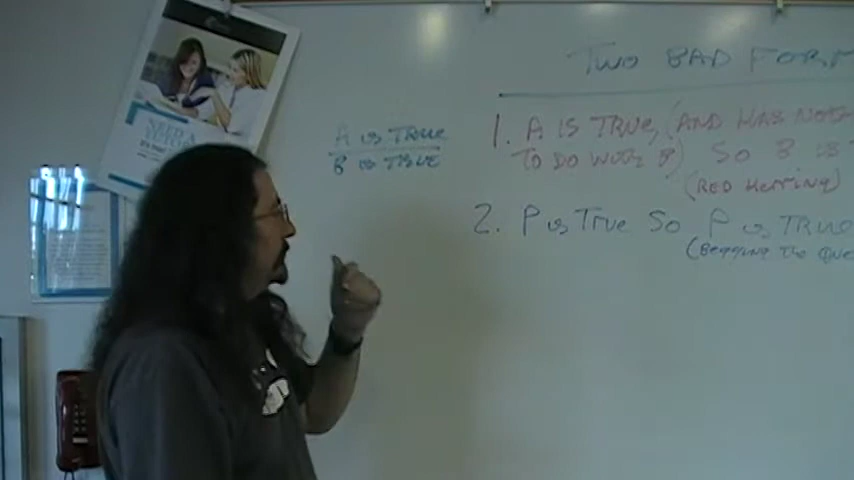 NEED A
TWO BAD FORM
A is TRUE
B is TRUE
1. A IS TRUE, (AND HAS NOTH
TO DO WITH B) SO B IS
(RED HERRING)
2. P is TRUE SO P is TRUE
(BEGGING THE QUE